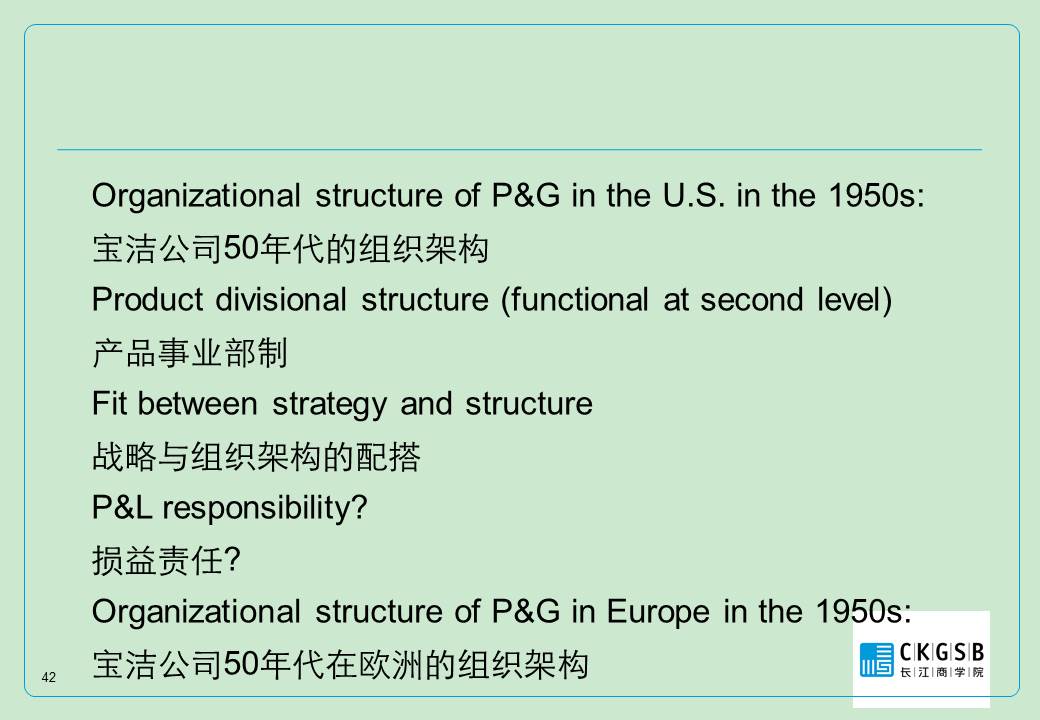 Organizational structure of P&G in the U.S. in the 1950s:
宝洁公司50年代的组织架构
Product divisional structure (functional at second level)
产品事业部制
Fit between strategy and structure
战略与组织架构的配搭
P&L responsibility?
损益责任?
Organizational structure of P&G in Europe in the 1950s:
宝洁公司50年代在欧洲的组织架构
42
CKGSB
长江商学院